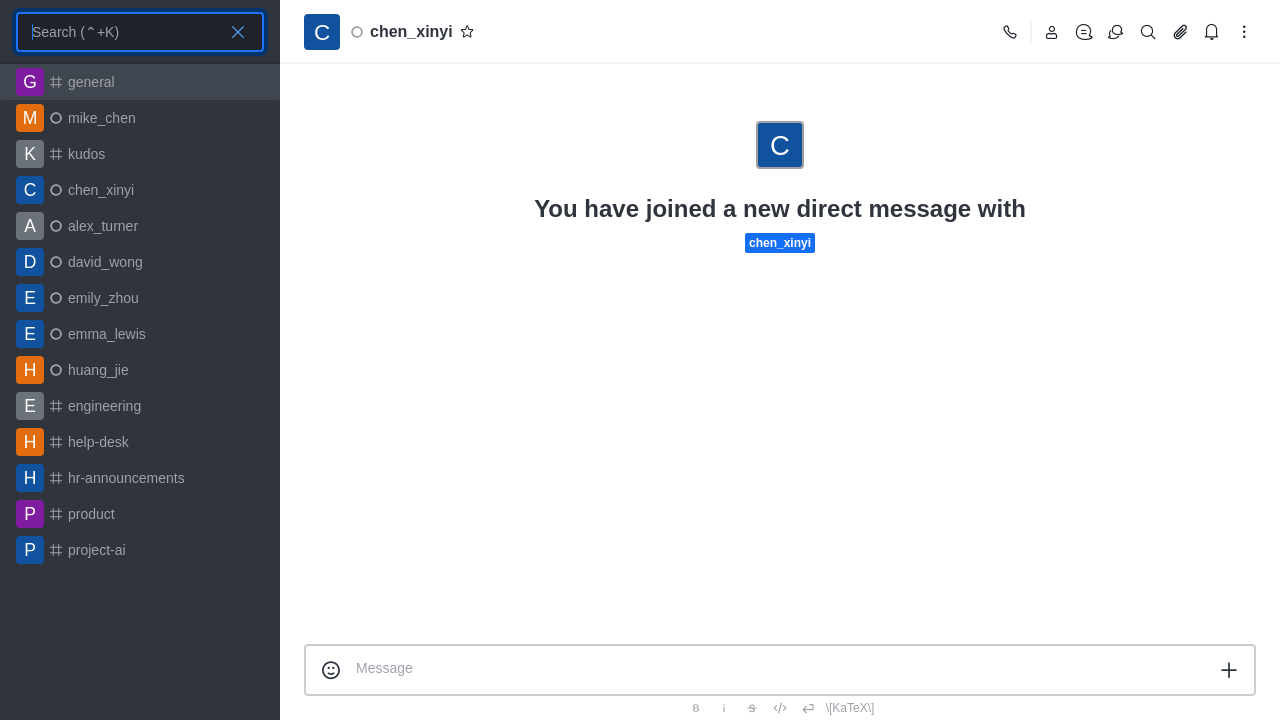 Search (⌃+K)
G general
M mike_chen
K kudos
C chen_xinyi
A alex_turner
D david_wong
E emily_zhou
E emma_lewis
H huang_jie
E engineering
H help-desk
H hr-announcements
P product
P project-ai
C chen_xinyi
C
You have joined a new direct message with
chen_xinyi
Message
B i S \[KaTeX\]